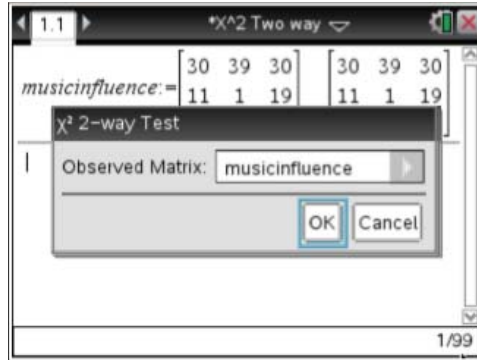 1.1 *X^2 Two way
30 39 30 30 39 30
musicinfluence:= 11 1 19 11 1 19
χ² 2-way Test
Observed Matrix: musicinfluence
OK Cancel
1/99